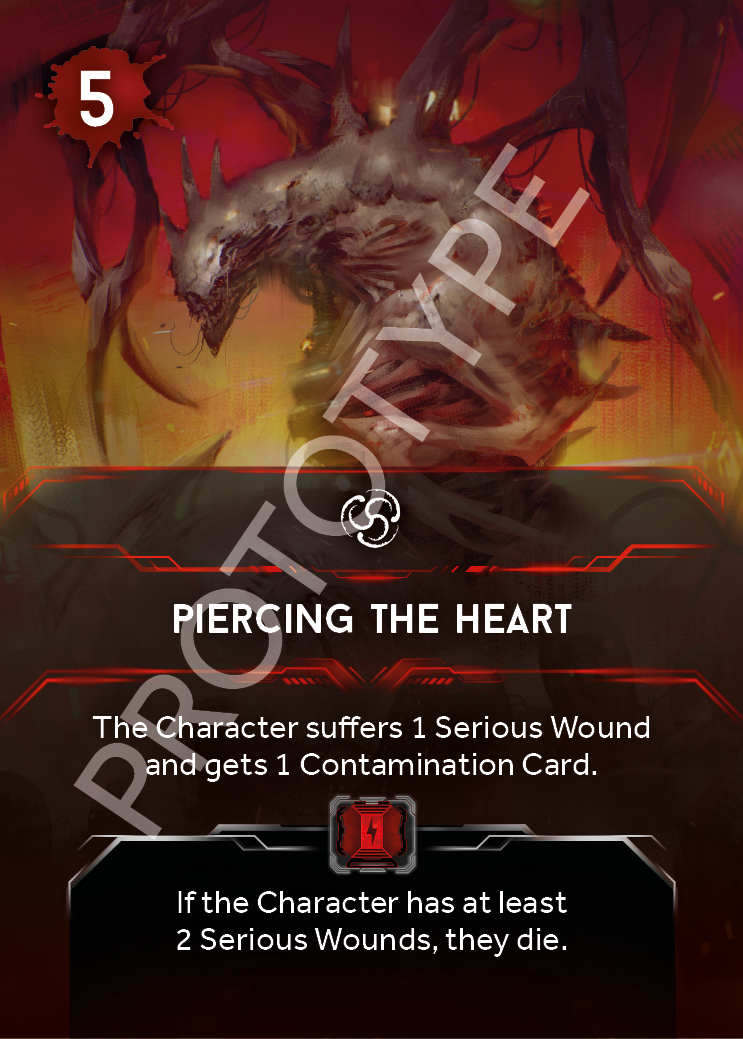 5
PROTOTYPE
PIERCING THE HEART
The Character suffers 1 Serious Wound
and gets 1 Contamination Card.
If the Character has at least
2 Serious Wounds, they die.